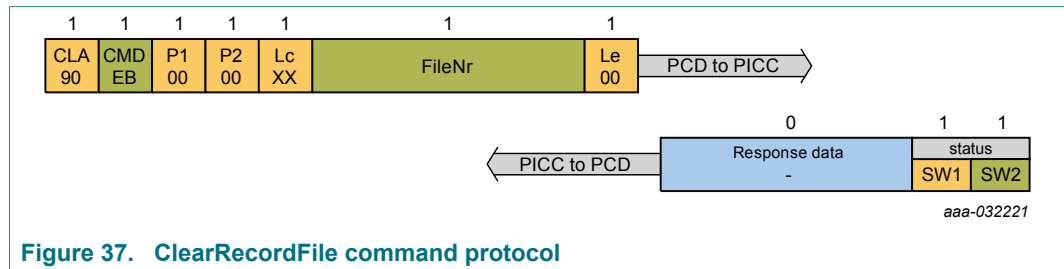 1 1 1 1 1 1 1
CLA CMD P1 P2 Lc FileNr Le PCD to PICC
90 EB 00 00 XX 00
0 1 1
PICC to PCD Response data status
- SW1 SW2
aaa-032221
Figure 37. ClearRecordFile command protocol